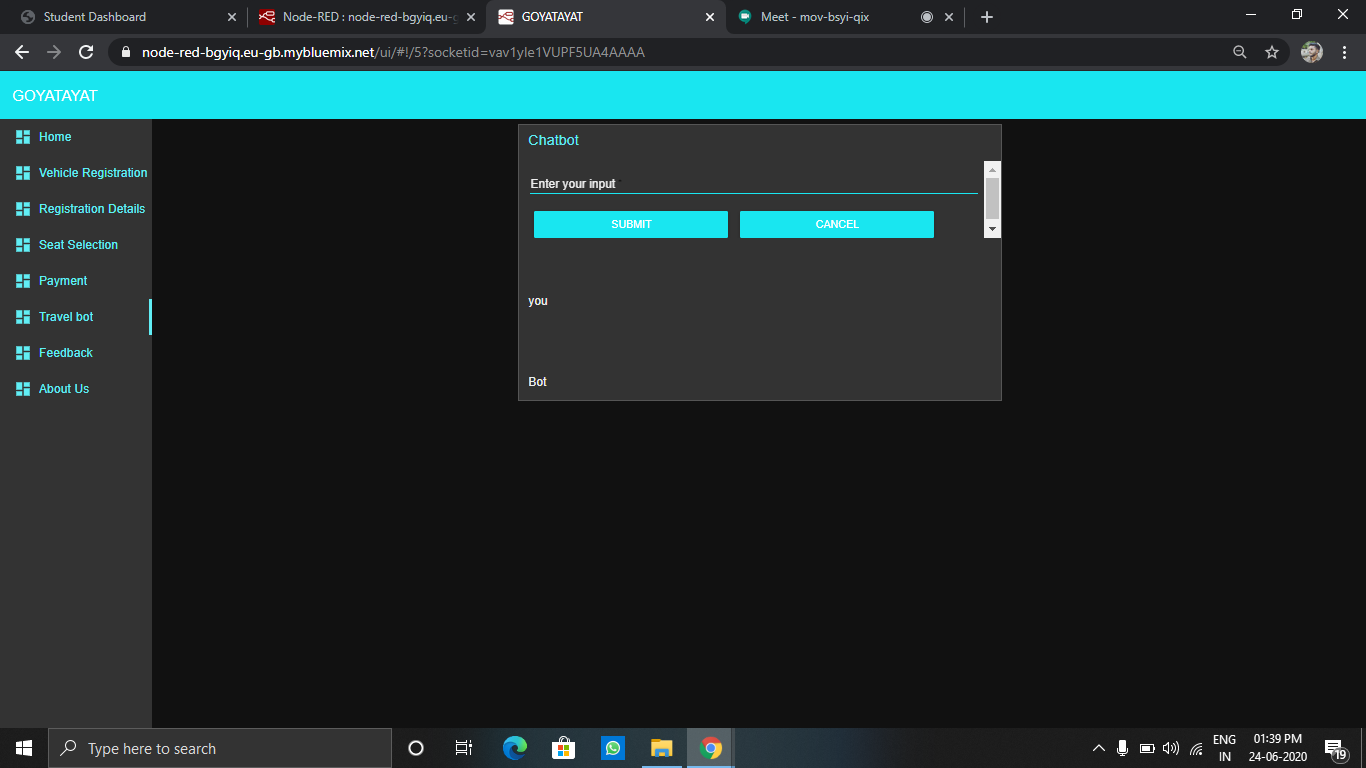 Student Dashboard
Node-RED : node-red-bgyiq.eu-g
GOYATAYAT
Meet - mov-bsyi-qix
node-red-bgyiq.eu-gb.mybluemix.net/ui/#!/5?socketid=vav1yle1VUPF5UA4AAAA
GOYATAYAT
Home
Vehicle Registration
Registration Details
Seat Selection
Payment
Travel bot
Feedback
About Us
Chatbot
Enter your input *
SUBMIT
CANCEL
you
Bot
Type here to search
ENG
IN
01:39 PM
24-06-2020
19